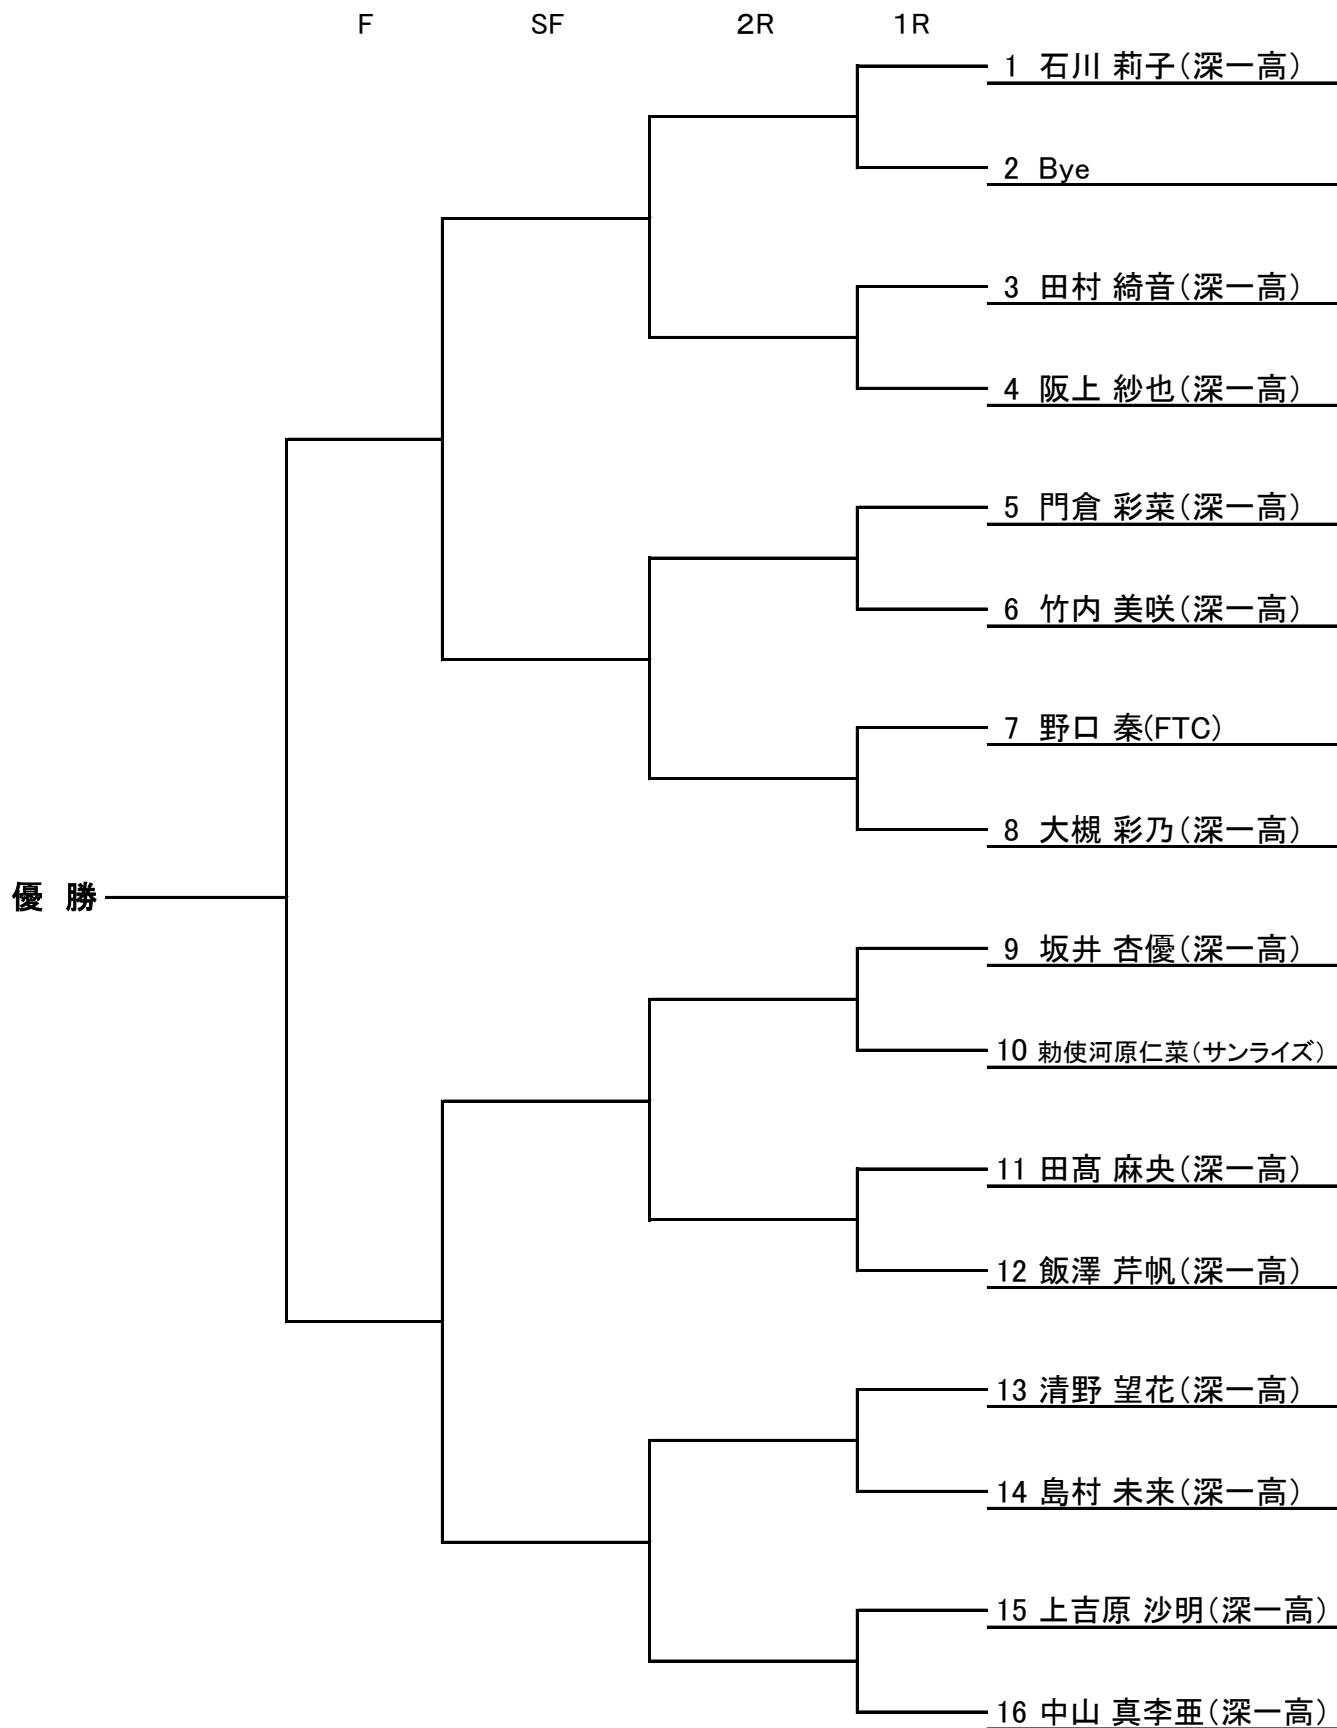 F SF 2R 1R
1 石川 莉子(深一高)
2 Bye
3 田村 綺音(深一高)
4 阪上 紗也(深一高)
5 門倉 彩菜(深一高)
6 竹内 美咲(深一高)
7 野口 秦(FTC)
8 大槻 彩乃(深一高)
優 勝
9 坂井 杏優(深一高)
10 勅使河原仁菜(サンライズ)
11 田髙 麻央(深一高)
12 飯澤 芹帆(深一高)
13 清野 望花(深一高)
14 島村 未来(深一高)
15 上吉原 沙明(深一高)
16 中山 真李亜(深一高)